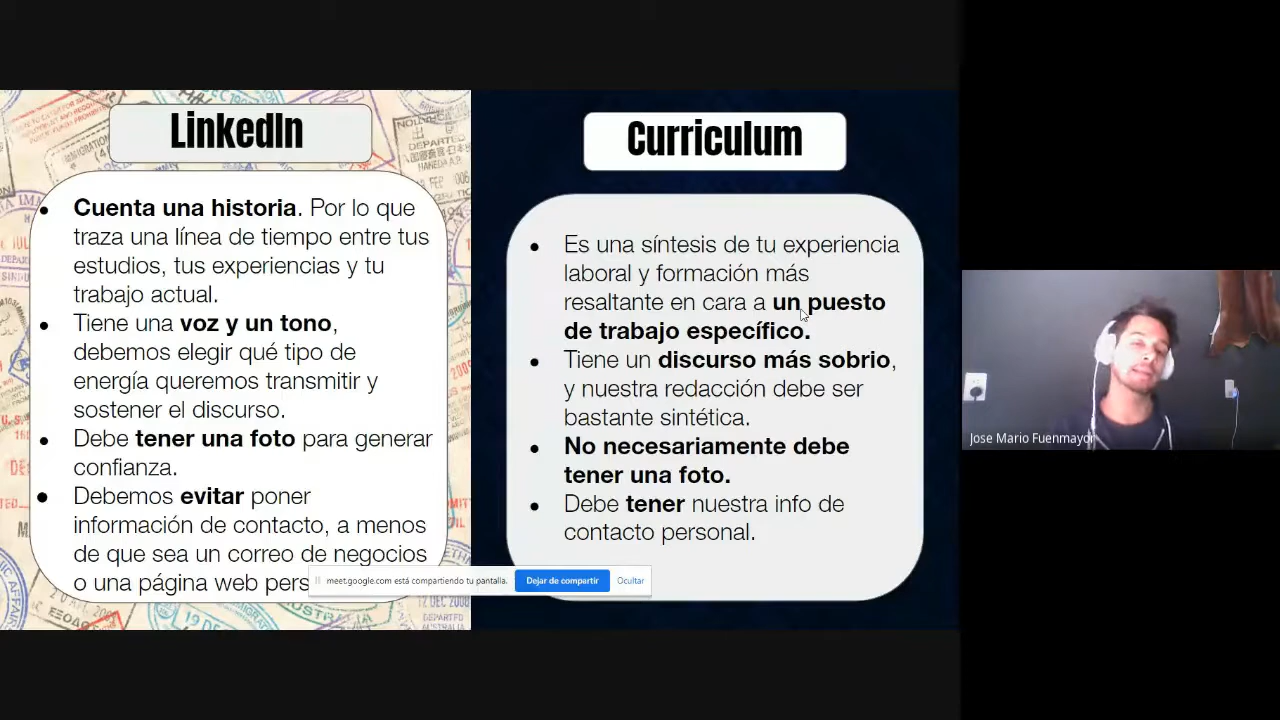 LinkedIn
Cuenta una historia. Por lo que
traza una línea de tiempo entre tus
estudios, tus experiencias y tu
trabajo actual.
Tiene una voz y un tono,
debemos elegir qué tipo de
energía queremos transmitir y
sostener el discurso.
Debe tener una foto para generar
confianza.
Debemos evitar poner
información de contacto, a menos
de que sea un correo de negocios
o una página web pers
Curriculum
Es una síntesis de tu experiencia
laboral y formación más
resaltante en cara a un puesto
de trabajo específico.
Tiene un discurso más sobrio,
y nuestra redacción debe ser
bastante sintética.
No necesariamente debe
tener una foto.
Debe tener nuestra info de
contacto personal.
meet.google.com está compartiendo tu pantalla.
Dejar de compartir
Ocultar
Jose Mario Fuenmayor